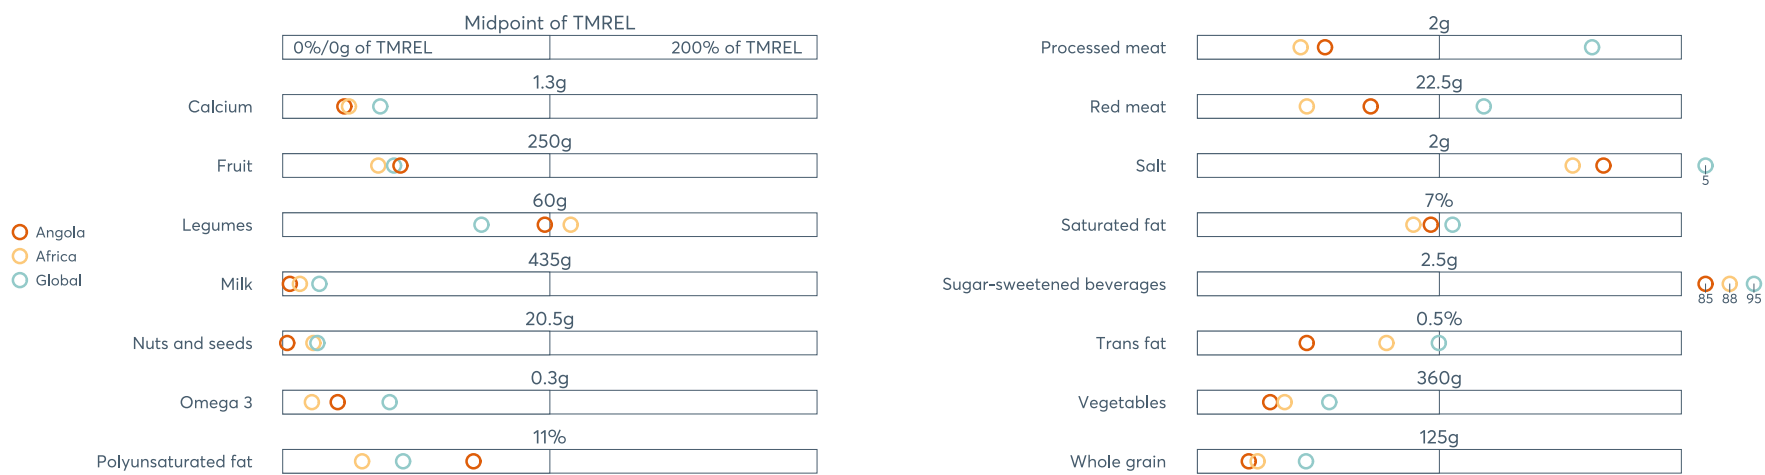 Midpoint of TMREL
0%/0g of TMREL
200% of TMREL
1.3g
Calcium
250g
Fruit
60g
Legumes
435g
Milk
20.5g
Nuts and seeds
0.3g
Omega 3
11%
Polyunsaturated fat
Angola
Africa
Global
2g
Processed meat
22.5g
Red meat
2g
Salt
5
7%
Saturated fat
2.5g
Sugar-sweetened beverages
85 88 95
0.5%
Trans fat
360g
Vegetables
125g
Whole grain